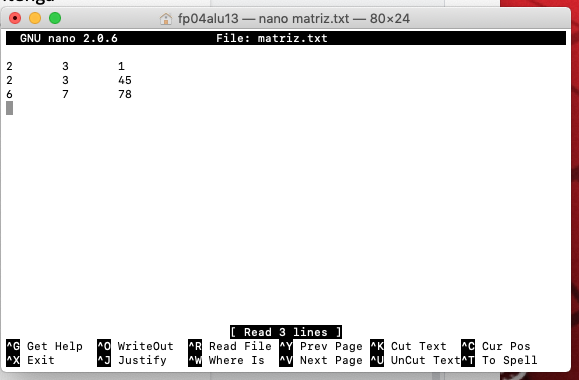 fp04alu13 — nano matriz.txt — 80×24
GNU nano 2.0.6 File: matriz.txt
2 3 1
2 3 45
6 7 78
[ Read 3 lines ]
^G Get Help ^O WriteOut ^R Read File ^Y Prev Page ^K Cut Text ^C Cur Pos
^X Exit ^J Justify ^W Where Is ^V Next Page ^U UnCut Text ^T To Spell